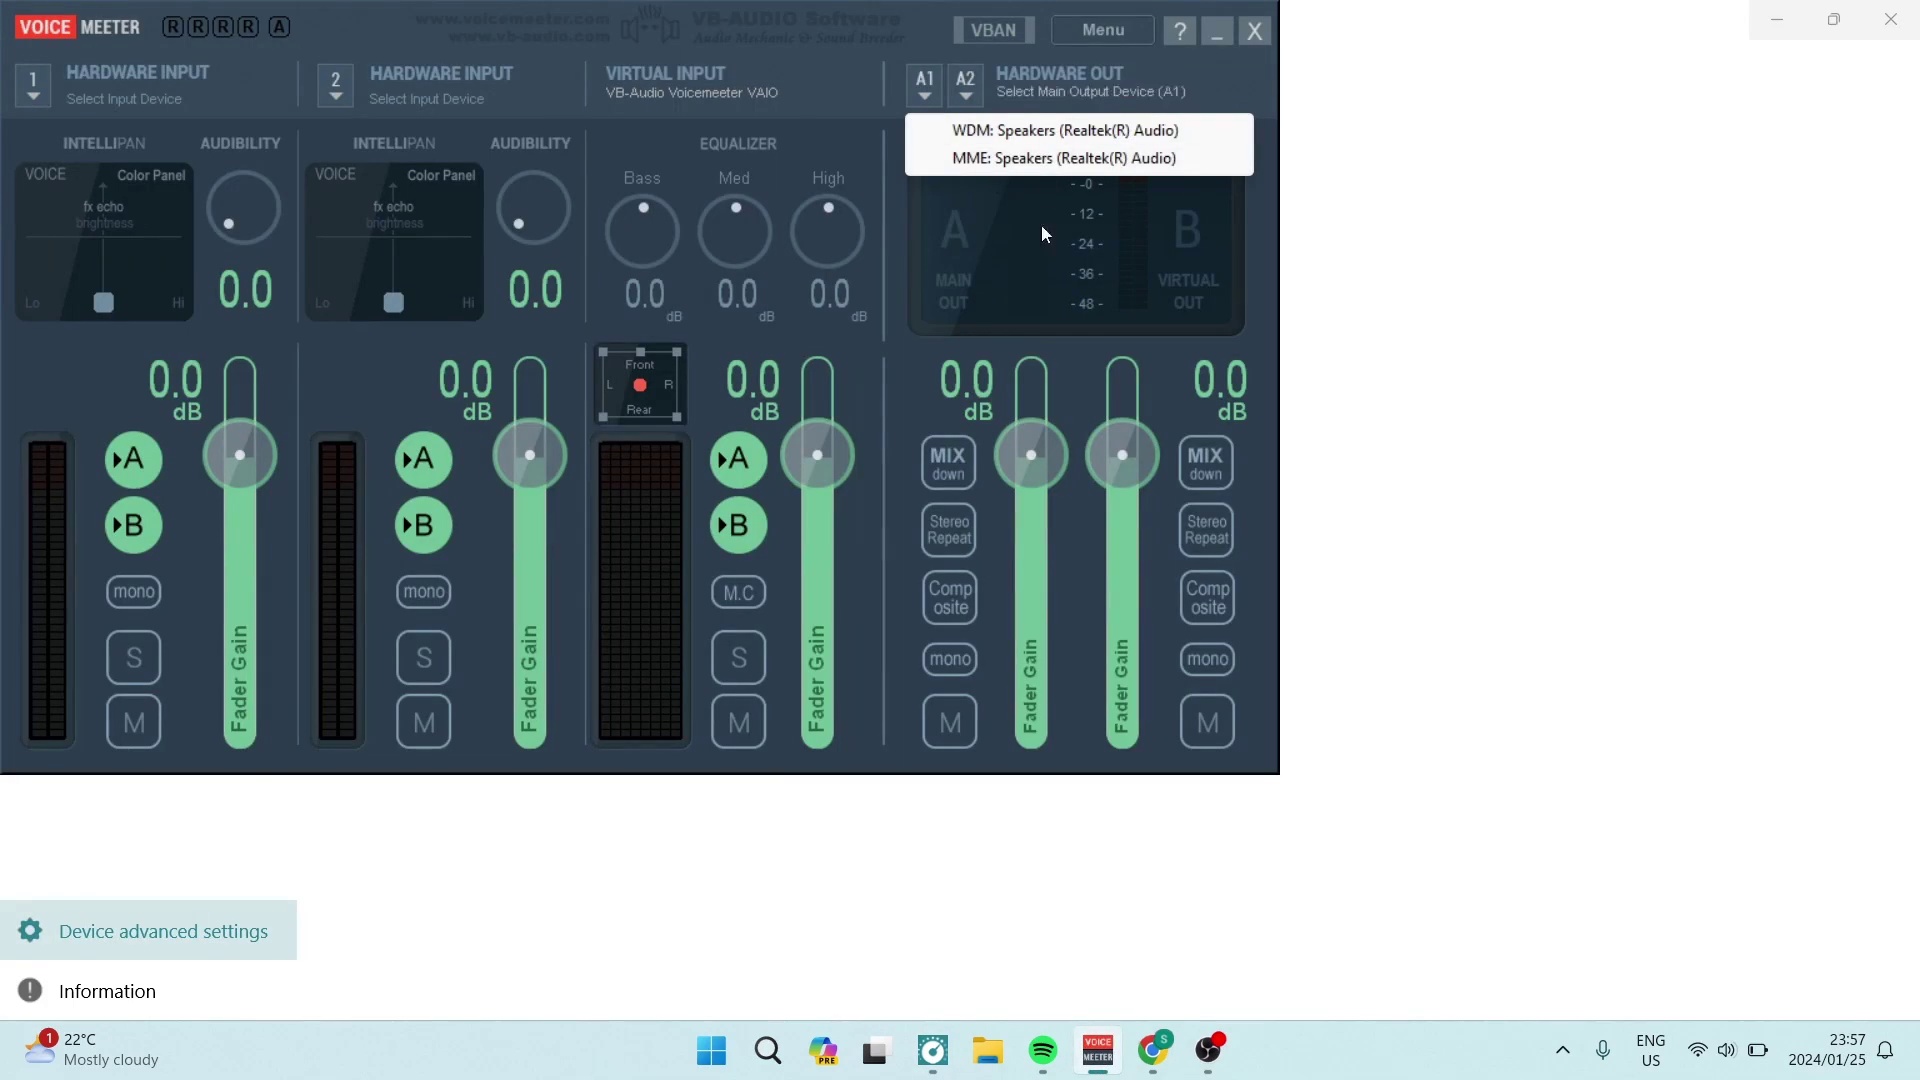 VOICE MEETER R R R R A
www.voicemeeter.com
www.vb-audio.com
VB-AUDIO Software
Audio Mechanic & Sound Breeder
VBAN Menu ? _ X
1 HARDWARE INPUT
Select Input Device
2 HARDWARE INPUT
Select Input Device
VIRTUAL INPUT
VB-Audio Voicemeeter VAIO
A1 A2 HARDWARE OUT
Select Main Output Device (A1)
WDM: Speakers (Realtek(R) Audio)
MME: Speakers (Realtek(R) Audio)
INTELLIPAN AUDIBILITY
VOICE Color Panel
fx echo
brightness
Lo Hi
0.0
INTELLIPAN AUDIBILITY
VOICE Color Panel
fx echo
brightness
Lo Hi
0.0
EQUALIZER
Bass Med High
0.0 0.0 0.0
dB dB dB
-0 -
- 12 -
- 24 -
- 36 -
- 48 -
A
MAIN
OUT
B
VIRTUAL
OUT
0.0
dB
A
B
mono
S
M
Fader Gain
0.0
dB
A
B
mono
S
M
Fader Gain
Front
L R
Rear
0.0
dB
A
B
M.C
S
M
Fader Gain
0.0
dB
MIX
down
Stereo
Repeat
Comp
osite
mono
M
Fader Gain
Fader Gain
0.0
dB
MIX
down
Stereo
Repeat
Comp
osite
mono
M
Device advanced settings
Information
1 22°C
Mostly cloudy
PRE
VOICE
MEETER
S
ENG
US
23:57
2024/01/25